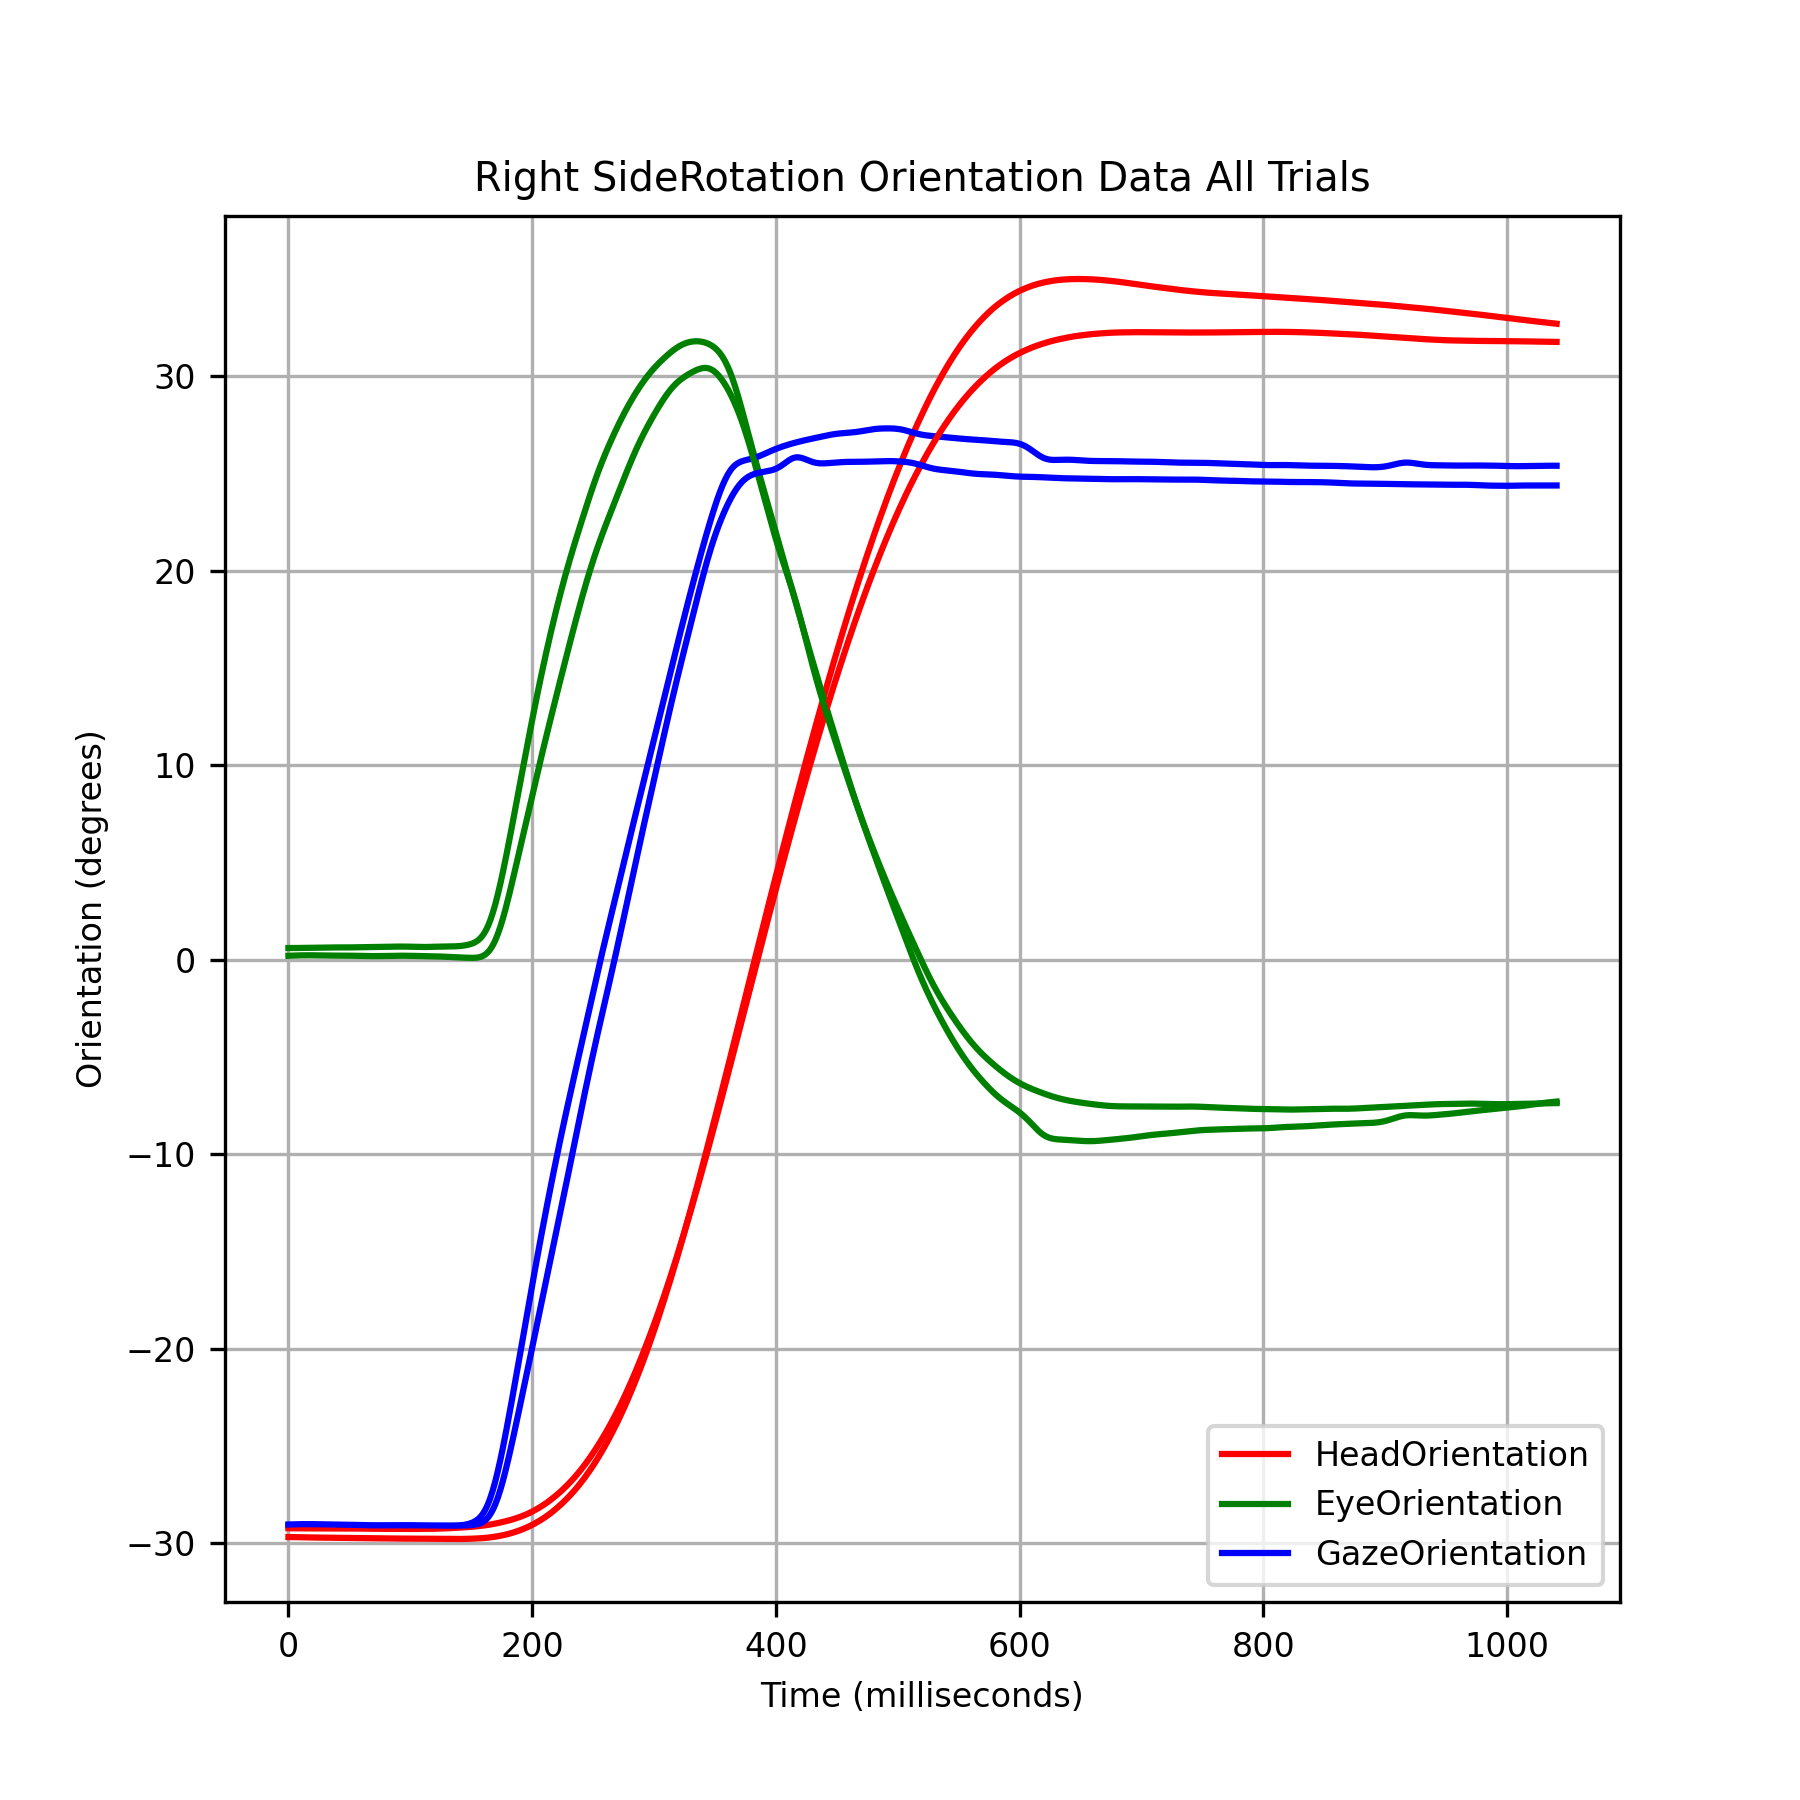 Right SideRotation Orientation Data All Trials
Orientation (degrees)
30
20
10
0
−10
−20
−30
HeadOrientation
EyeOrientation
GazeOrientation
0 200 400 600 800 1000
Time (milliseconds)